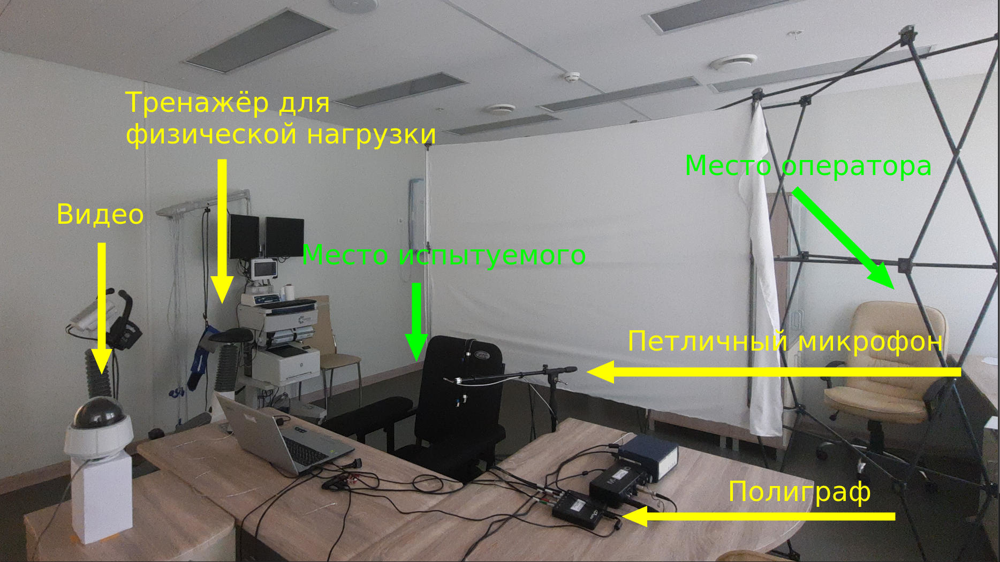 Тренажёр для
физической нагрузки
Место оператора
Видео
Место испытуемого
Петличный микрофон
Полиграф